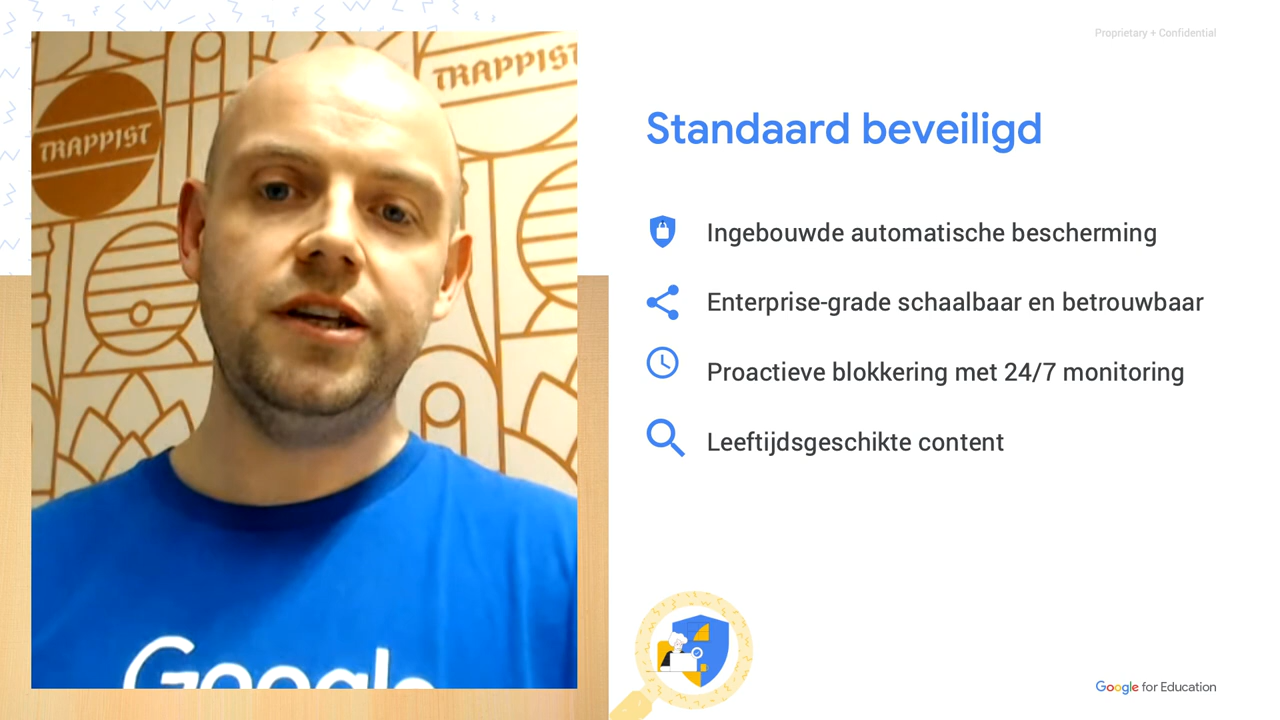 Proprietary + Confidential
TRAPPIST
TRAPPIST
Standaard beveiligd
Ingebouwde automatische bescherming
Enterprise-grade schaalbaar en betrouwbaar
Proactieve blokkering met 24/7 monitoring
Leeftijdsgeschikte content
Google
Google for Education